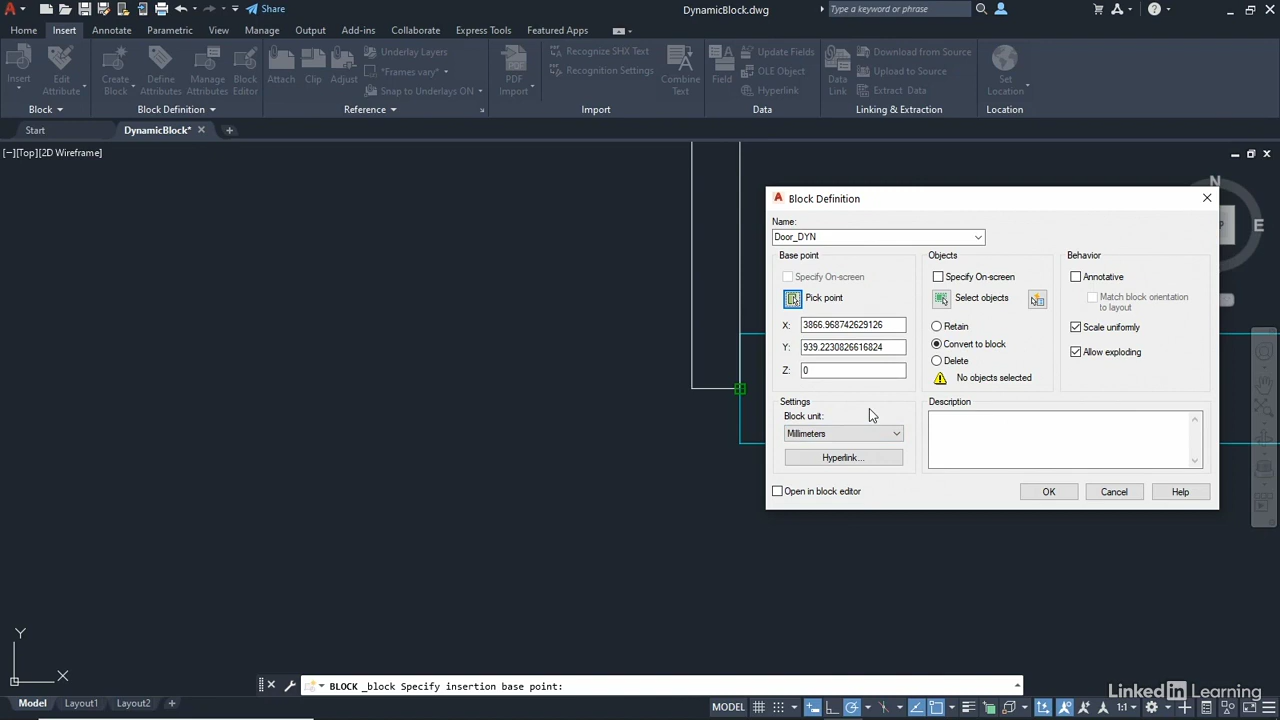 Share
DynamicBlock.dwg
Type a keyword or phrase
Home Insert Annotate Parametric View Manage Output Add-ins Collaborate Express Tools Featured Apps
Insert
Edit Attribute
Create Block
Define Attributes
Manage Attributes
Block Editor
Attach
Clip
Adjust
Underlay Layers
*Frames vary*
Snap to Underlays ON
PDF Import
Recognize SHX Text
Recognition Settings
Combine Text
Field
Update Fields
OLE Object
Hyperlink
Data Link
Download from Source
Upload to Source
Extract Data
Set Location
Block
Block Definition
Reference
Import
Data
Linking & Extraction
Location
Start
DynamicBlock*
[−][Top][2D Wireframe]
N
E
P
Block Definition
Name:
Door_DYN
Base point
Specify On-screen
Pick point
X: 3866.968742629126
Y: 939.2230826616824
Z: 0
Objects
Specify On-screen
Select objects
Retain
Convert to block
Delete
No objects selected
Behavior
Annotative
Match block orientation
to layout
Scale uniformly
Allow exploding
Settings
Block unit:
Millimeters
Hyperlink...
Description
Open in block editor
OK
Cancel
Help
Y
X
BLOCK _block Specify insertion base point:
Model Layout1 Layout2
MODEL
1:1
LinkedIn Learning